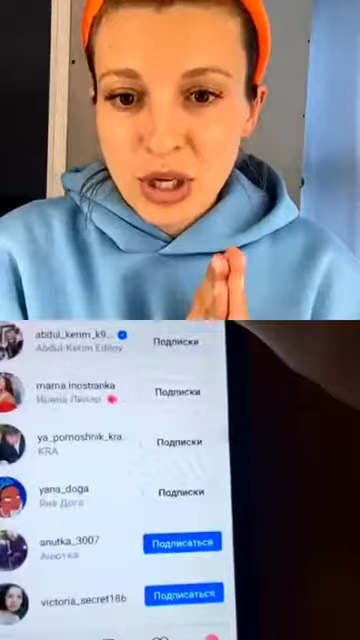 abdul_kerim_k9...
Подписки
Abdul-Kerim Edilov
mama inostranka
Подписки
Ирина Лиллр
ya_pomoshnik_kra
Подписки
KRA
yana_doga
Подписки
Яна Дога
anutka_3007
Подписаться
Анютка
victoria_secret186
Подписаться